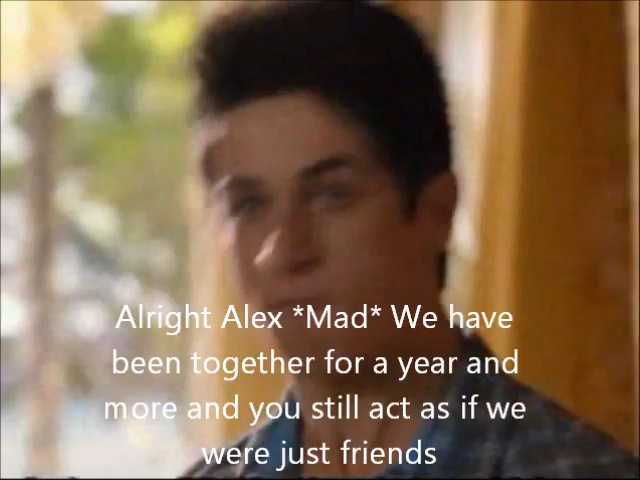 Alright Alex *Mad* We have
been together for a year and
more and you still act as if we
were just friends